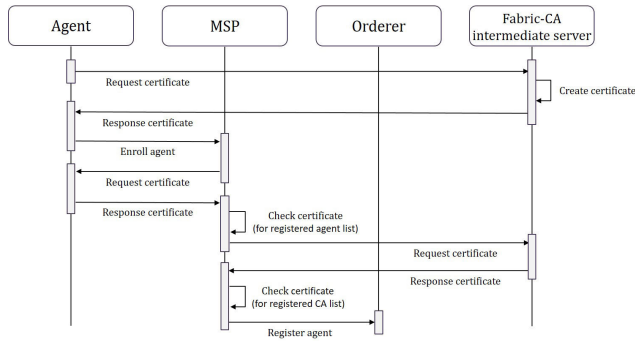 Agent
MSP
Orderer
Fabric-CA
intermediate server
Request certificate
Create certificate
Response certificate
Enroll agent
Request certificate
Response certificate
Check certificate
(for registered agent list)
Request certificate
Response certificate
Check certificate
(for registered CA list)
Register agent